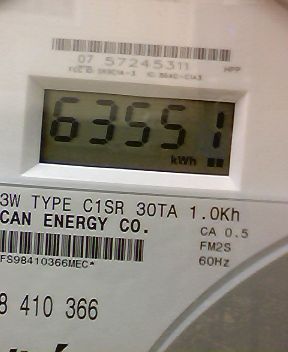 07 57245311 HPP
63551
kWh
3W TYPE C1SR 30TA 1.0Kh
CAN ENERGY CO.
CA 0.5
FM2S
60Hz
FS98410366MEC*
8 410 366